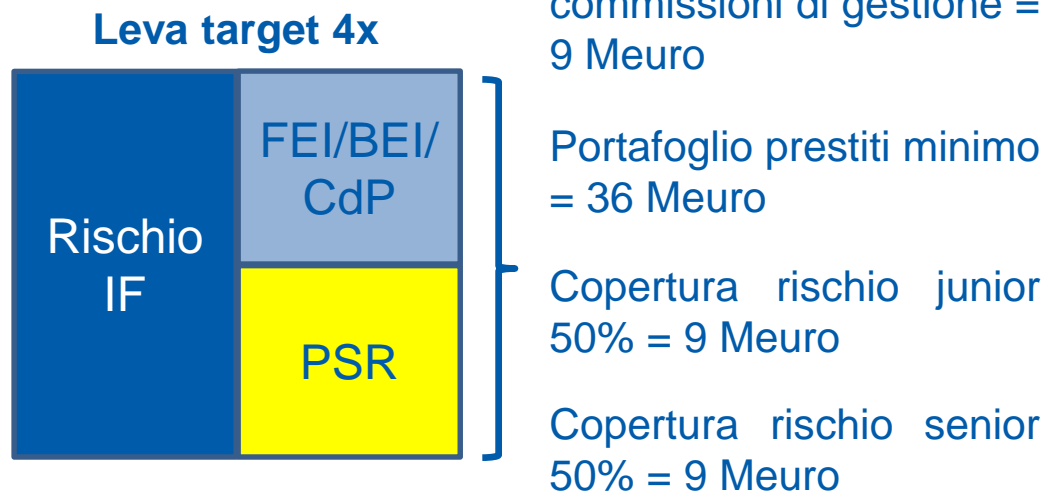 Leva target 4x
Rischio
IF
FEI/BEI/
CdP
PSR
commissioni di gestione =
9 Meuro
Portafoglio prestiti minimo
= 36 Meuro
Copertura rischio junior
50% = 9 Meuro
Copertura rischio senior
50% = 9 Meuro